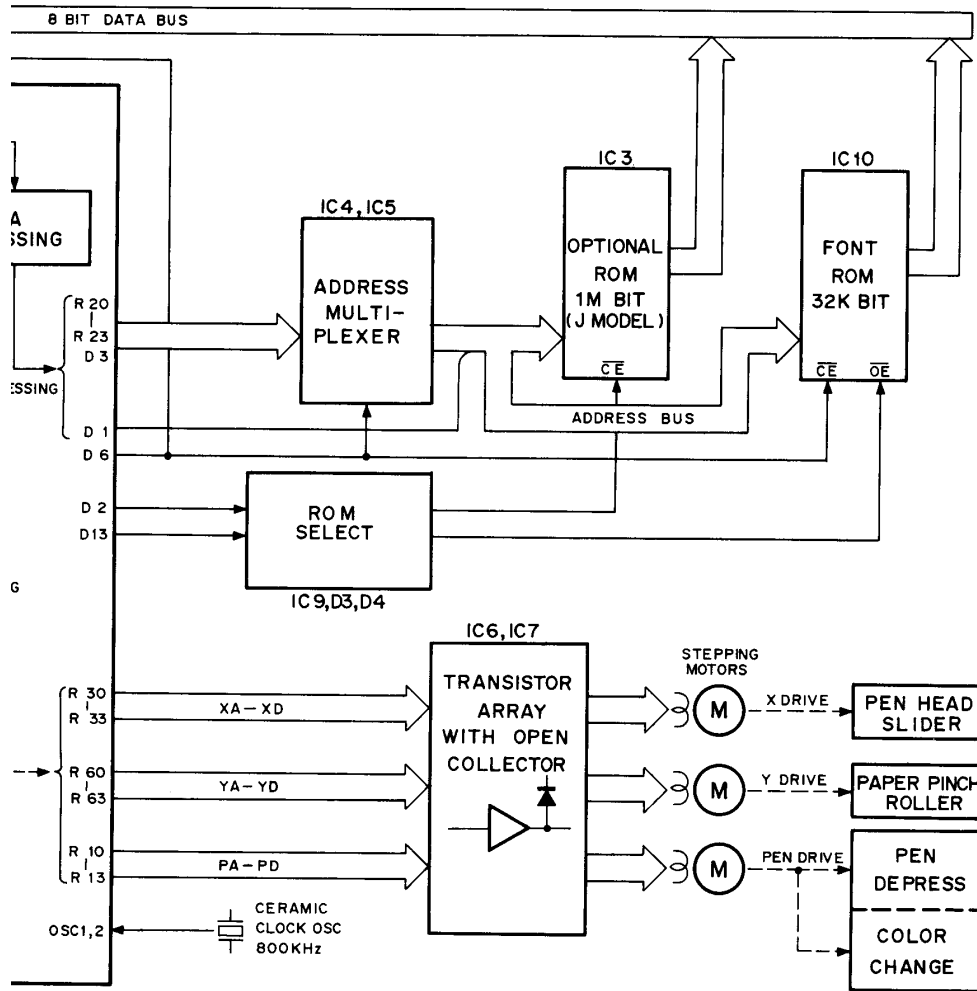 8 BIT DATA BUS
IC3
IC10
IC4, IC5
A
SSING
OPTIONAL
ROM
1M BIT
(J MODEL)
CE
FONT
ROM
32K BIT
CE OE
ADDRESS
MULTI-
PLEXER
R 20
R 23
D 3
ESSING
D 1
D 6
ADDRESS BUS
D 2
D13
ROM
SELECT
IC9, D3, D4
G
IC6, IC7
TRANSISTOR
ARRAY
WITH OPEN
COLLECTOR
STEPPING
MOTORS
R 30
R 33
XA-XD
M
X DRIVE
PEN HEAD
SLIDER
R 60
R 63
YA-YD
M
Y DRIVE
PAPER PINCH
ROLLER
R 10
R 13
PA-PD
M
PEN DRIVE
PEN
DEPRESS
COLOR
CHANGE
OSC1,2
CERAMIC
CLOCK OSC
800KHz